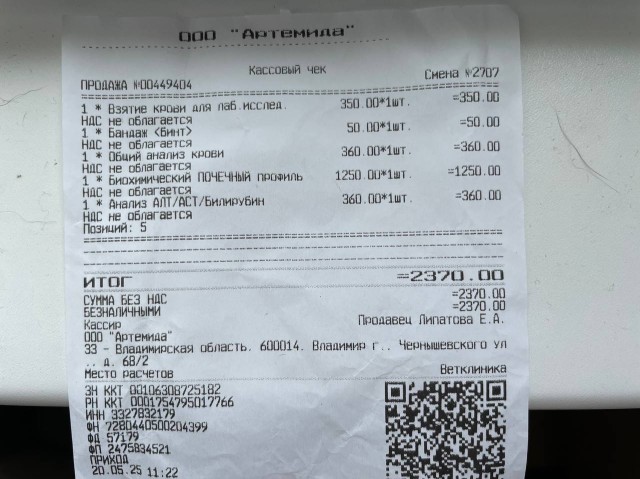 ООО "Артемида"
Кассовый чек
ПРОДАЖА №00449404 Смена №2707
1 * Взятие крови для лаб.исслед. 350.00*1шт. =350.00
НДС не облагается
1 * Бандаж <Бинт> 50.00*1шт. =50.00
НДС не облагается
1 * Общий анализ крови 360.00*1шт. =360.00
НДС не облагается
1 * Биохимический ПОЧЕЧНЫЙ ПРОФИЛЬ 1250.00*1шт. =1250.00
НДС не облагается
1 * Анализ АЛТ/АСТ/Билирубин 360.00*1шт. =360.00
НДС не облагается
Позиций: 5
ИТОГ =2370.00
СУММА БЕЗ НДС =2370.00
БЕЗНАЛИЧНЫМИ =2370.00
Кассир Продавец Липатова Е.А.
ООО "Артемида"
33 - Владимирская область, 600014, Владимир г., Чернышевского ул
., д. 68/2
Место расчетов Ветклиника
ЗН ККТ 00106308725182
РН ККТ 0001754795017766
ИНН 3327832179
ФН 7280440500204399
ФД 57179
ФП 2475834521
ПРИХОД
20.05.25 11:22